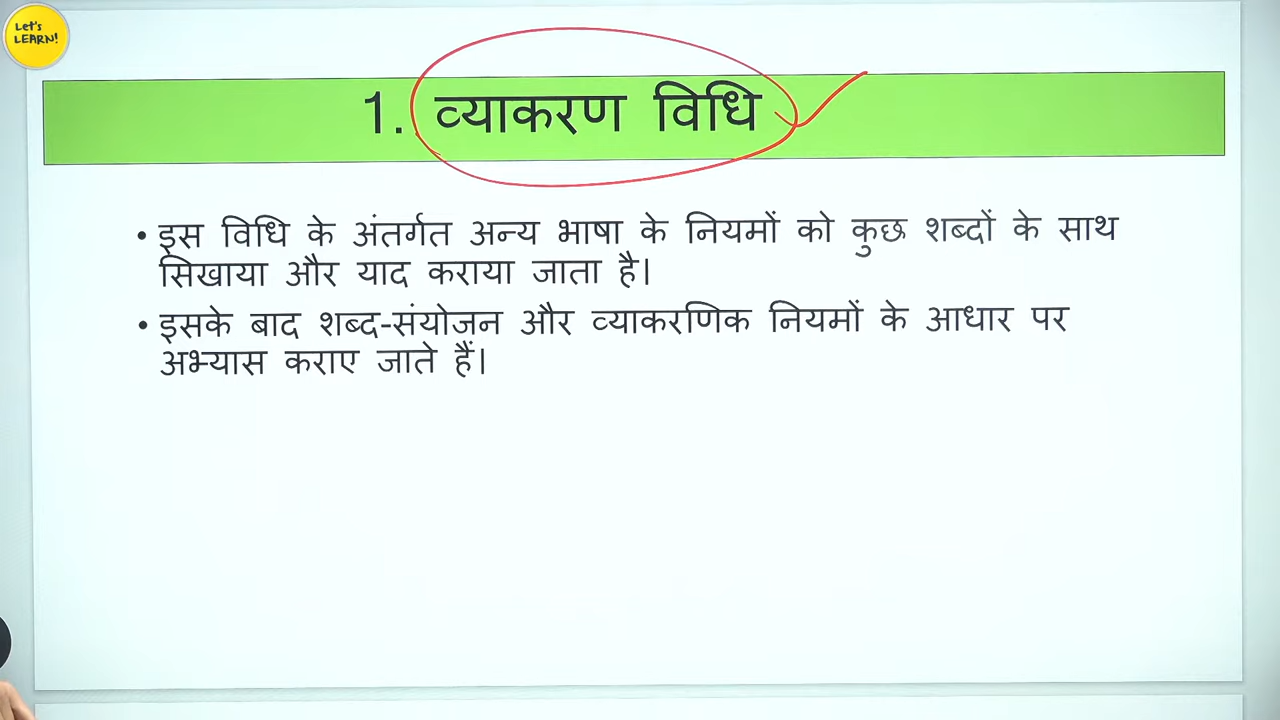 Let's
LEARN!
1. व्याकरण विधि
• इस विधि के अंतर्गत अन्य भाषा के नियमों को कुछ शब्दों के साथ
सिखाया और याद कराया जाता है।
• इसके बाद शब्द-संयोजन और व्याकरणिक नियमों के आधार पर
अभ्यास कराए जाते हैं।